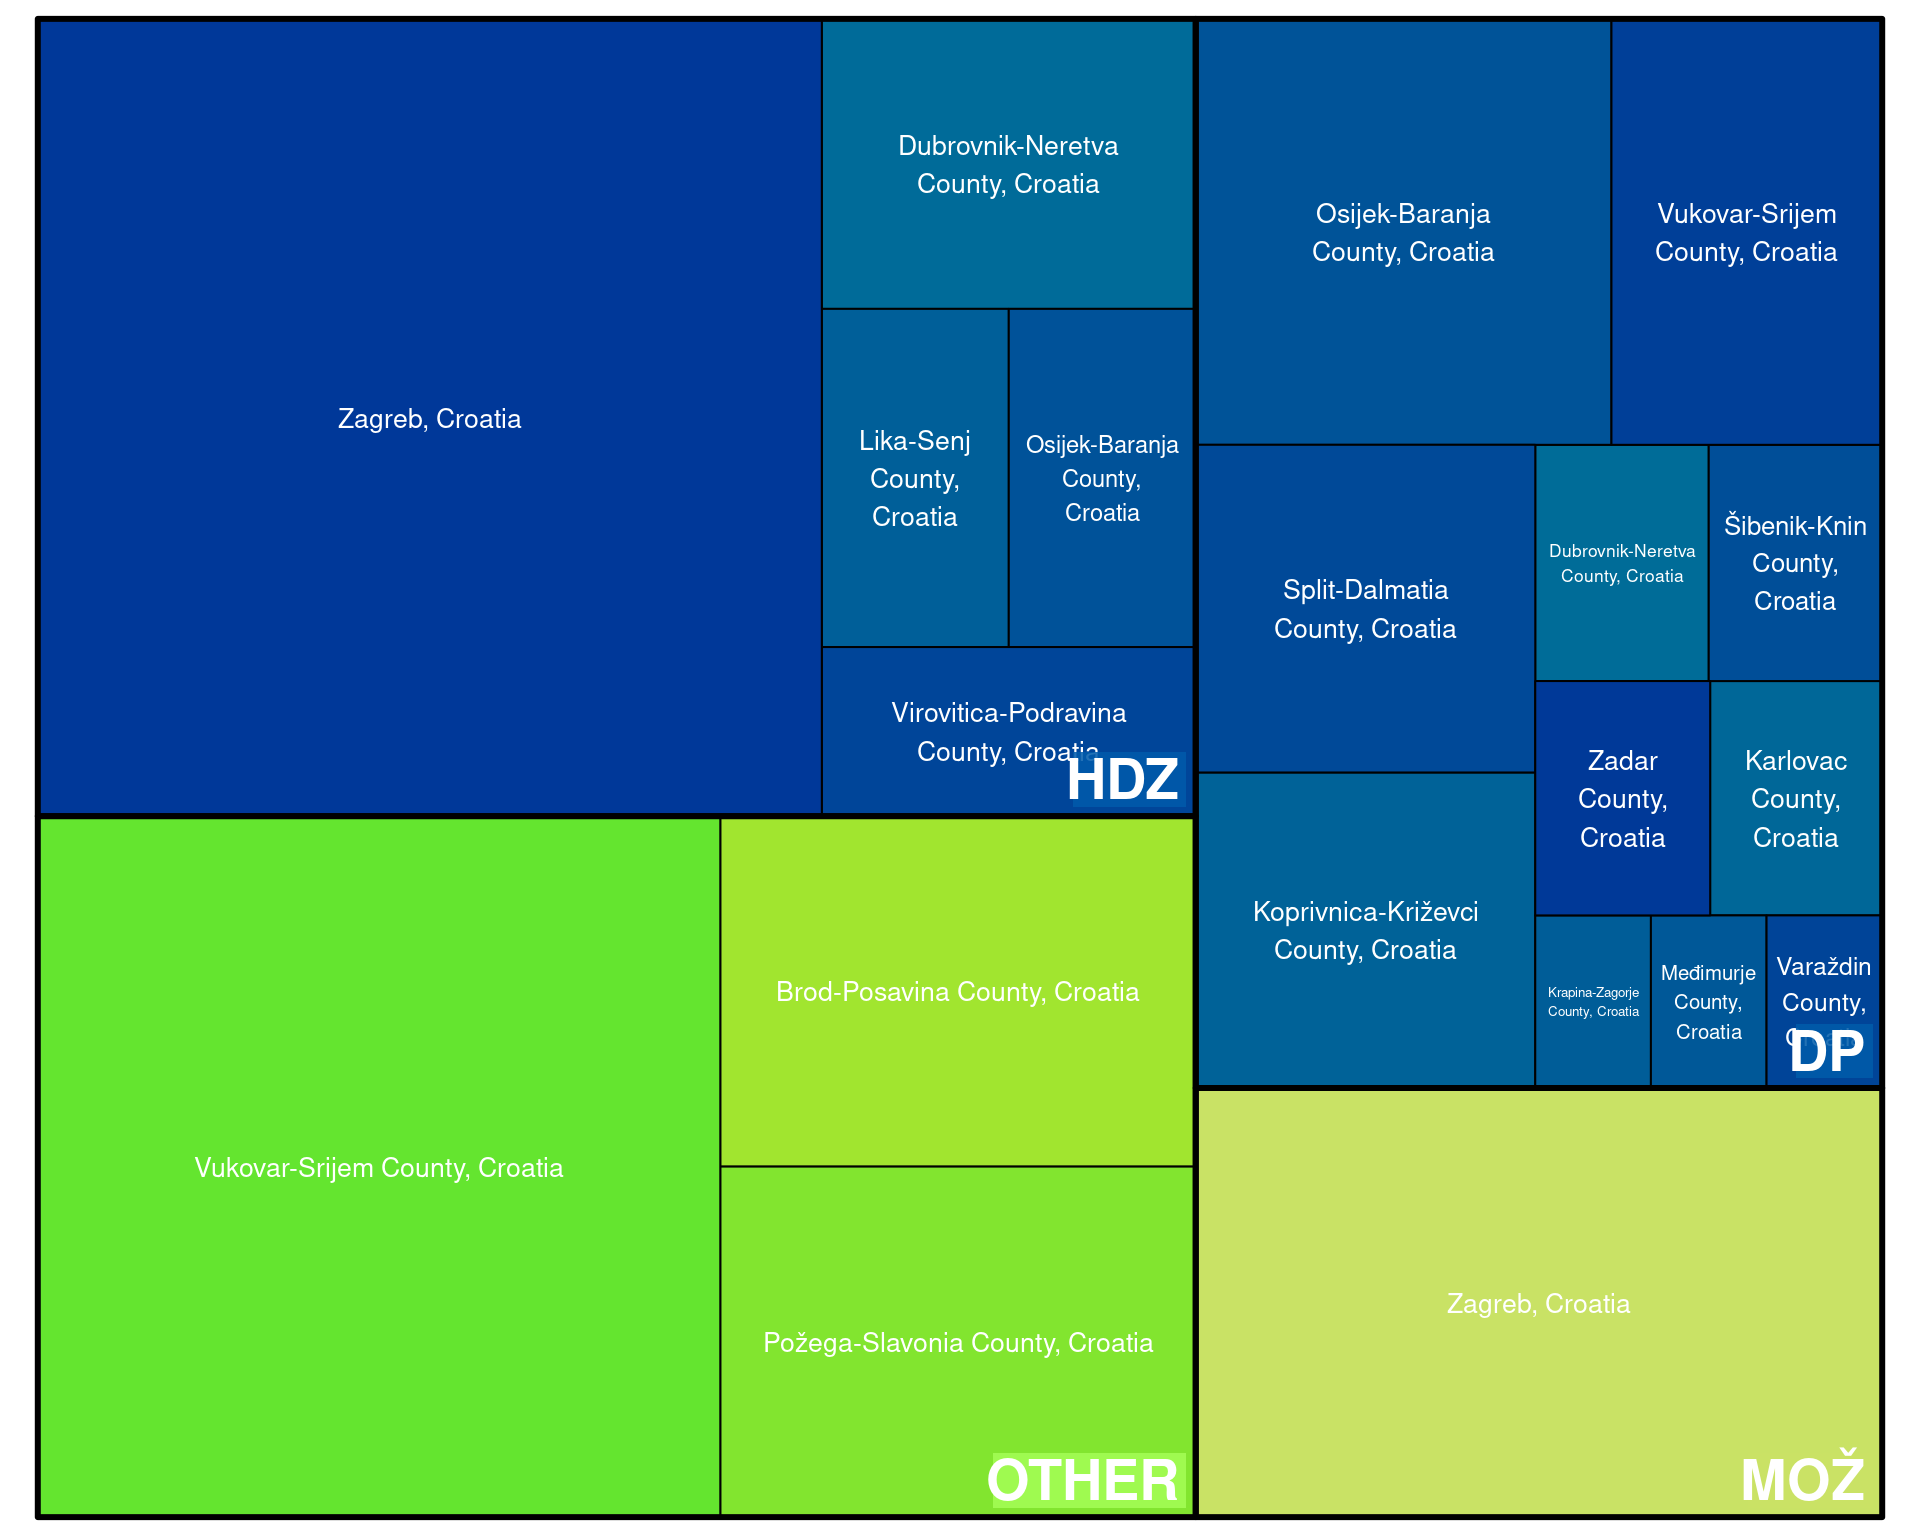 Zagreb, Croatia
Dubrovnik-Neretva
County, Croatia
Lika-Senj
County,
Croatia
Osijek-Baranja
County,
Croatia
Virovitica-Podravina
County, Croatia
HDZ
Osijek-Baranja
County, Croatia
Vukovar-Srijem
County, Croatia
Split-Dalmatia
County, Croatia
Dubrovnik-Neretva
County, Croatia
Šibenik-Knin
County,
Croatia
Zadar
County,
Croatia
Karlovac
County,
Croatia
Koprivnica-Križevci
County, Croatia
Krapina-Zagorje
County, Croatia
Međimurje
County,
Croatia
Varaždin
County,
DP
Vukovar-Srijem County, Croatia
Brod-Posavina County, Croatia
Požega-Slavonia County, Croatia
OTHER
Zagreb, Croatia
MOŽ